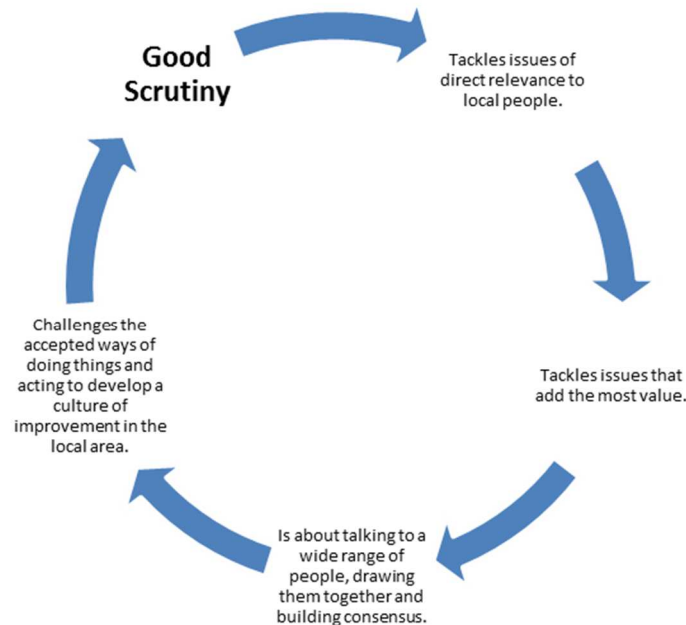 Good
Scrutiny
Tackles issues of
direct relevance to
local people.
Tackles issues that
add the most value.
Is about talking to a
wide range of
people, drawing
them together and
building consensus.
Challenges the
accepted ways of
doing things and
acting to develop a
culture of
improvement in the
local area.